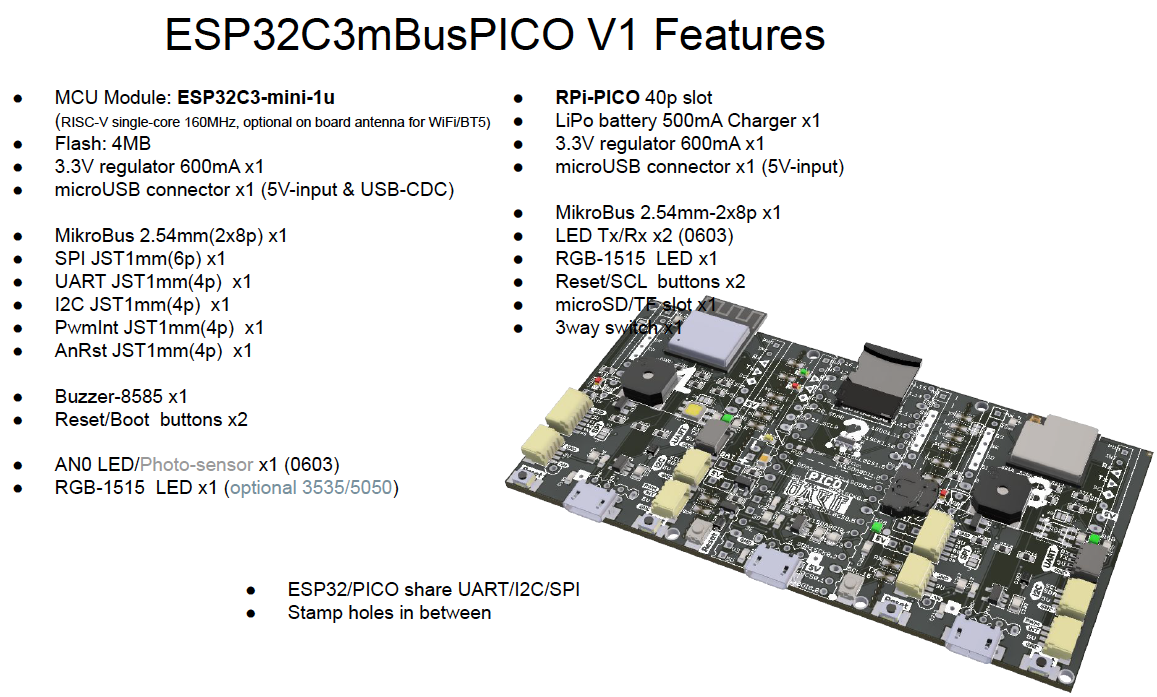 ESP32C3mBusPICO V1 Features
● MCU Module: ESP32C3-mini-1u
(RISC-V single-core 160MHz, optional on board antenna for WiFi/BT5)
● Flash: 4MB
● 3.3V regulator 600mA x1
● microUSB connector x1 (5V-input & USB-CDC)
● MikroBus 2.54mm(2x8p) x1
● SPI JST1mm(6p) x1
● UART JST1mm(4p) x1
● I2C JST1mm(4p) x1
● PwmInt JST1mm(4p) x1
● AnRst JST1mm(4p) x1
● Buzzer-8585 x1
● Reset/Boot buttons x2
● AN0 LED/Photo-sensor x1 (0603)
● RGB-1515 LED x1 (optional 3535/5050)
● RPi-PICO 40p slot
● LiPo battery 500mA Charger x1
● 3.3V regulator 600mA x1
● microUSB connector x1 (5V-input)
● MikroBus 2.54mm-2x8p x1
● LED Tx/Rx x2 (0603)
● RGB-1515 LED x1
● Reset/SCL buttons x2
● microSD/TF slot x1
● 3way switch x1
● ESP32/PICO share UART/I2C/SPI
● Stamp holes in between
PICO
UART
UART
Reset
Reset
Reset